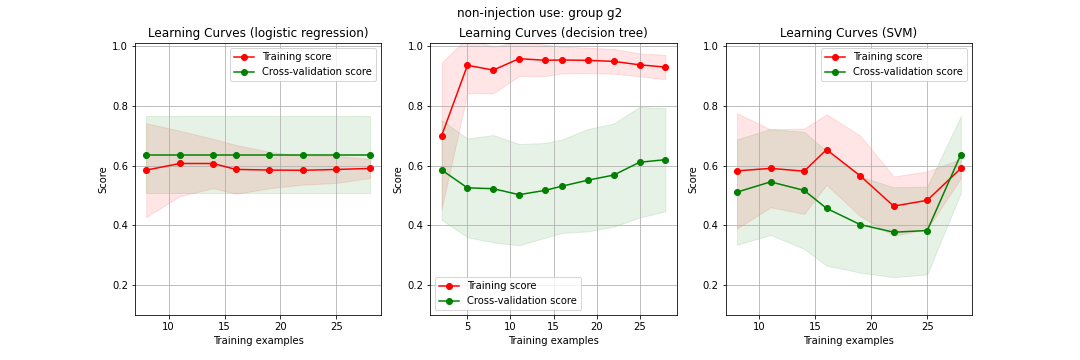 non-injection use: group g2
Learning Curves (logistic regression)
Training score
Cross-validation score
1.0
0.8
0.6
0.4
0.2
Score
10
15
20
25
Training examples
Learning Curves (decision tree)
1.0
0.8
0.6
0.4
0.2
Score
Training score
Cross-validation score
5
10
15
20
25
Training examples
Learning Curves (SVM)
Training score
Cross-validation score
1.0
0.8
0.6
0.4
0.2
Score
10
15
20
25
Training examples